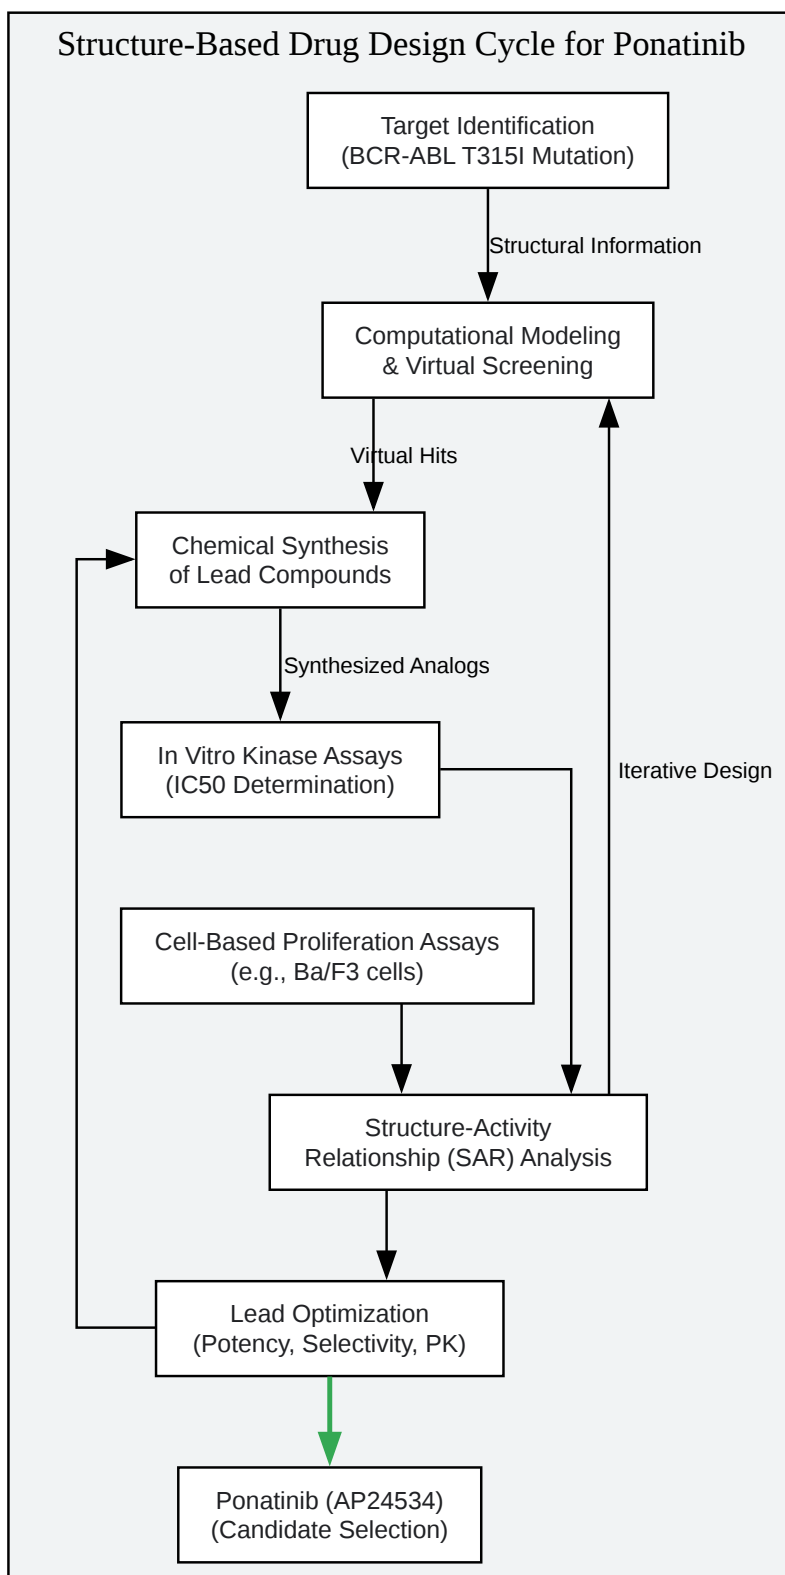 Structure-Based Drug Design Cycle for Ponatinib
Target Identification
(BCR-ABL T315I Mutation)
Structural Information
Computational Modeling
& Virtual Screening
Virtual Hits
Chemical Synthesis
of Lead Compounds
Synthesized Analogs
In Vitro Kinase Assays
(IC50 Determination)
Iterative Design
Cell-Based Proliferation Assays
(e.g., Ba/F3 cells)
Structure-Activity
Relationship (SAR) Analysis
Lead Optimization
(Potency, Selectivity, PK)
Ponatinib (AP24534)
(Candidate Selection)